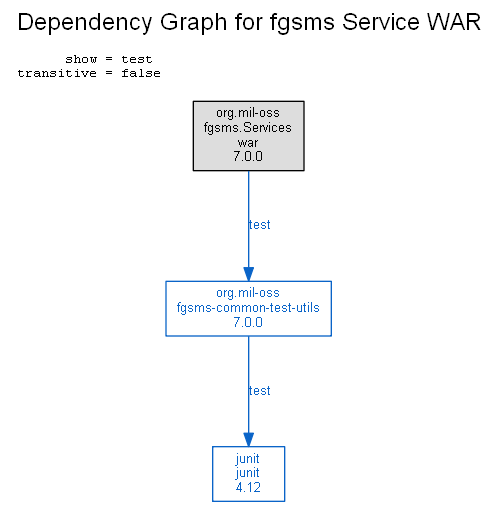 Dependency Graph for fgsms Service WAR
show = test
transitive = false
org.mil-oss
fgsms.Services
war
7.0.0
test
org.mil-oss
fgsms-common-test-utils
7.0.0
test
junit
junit
4.12